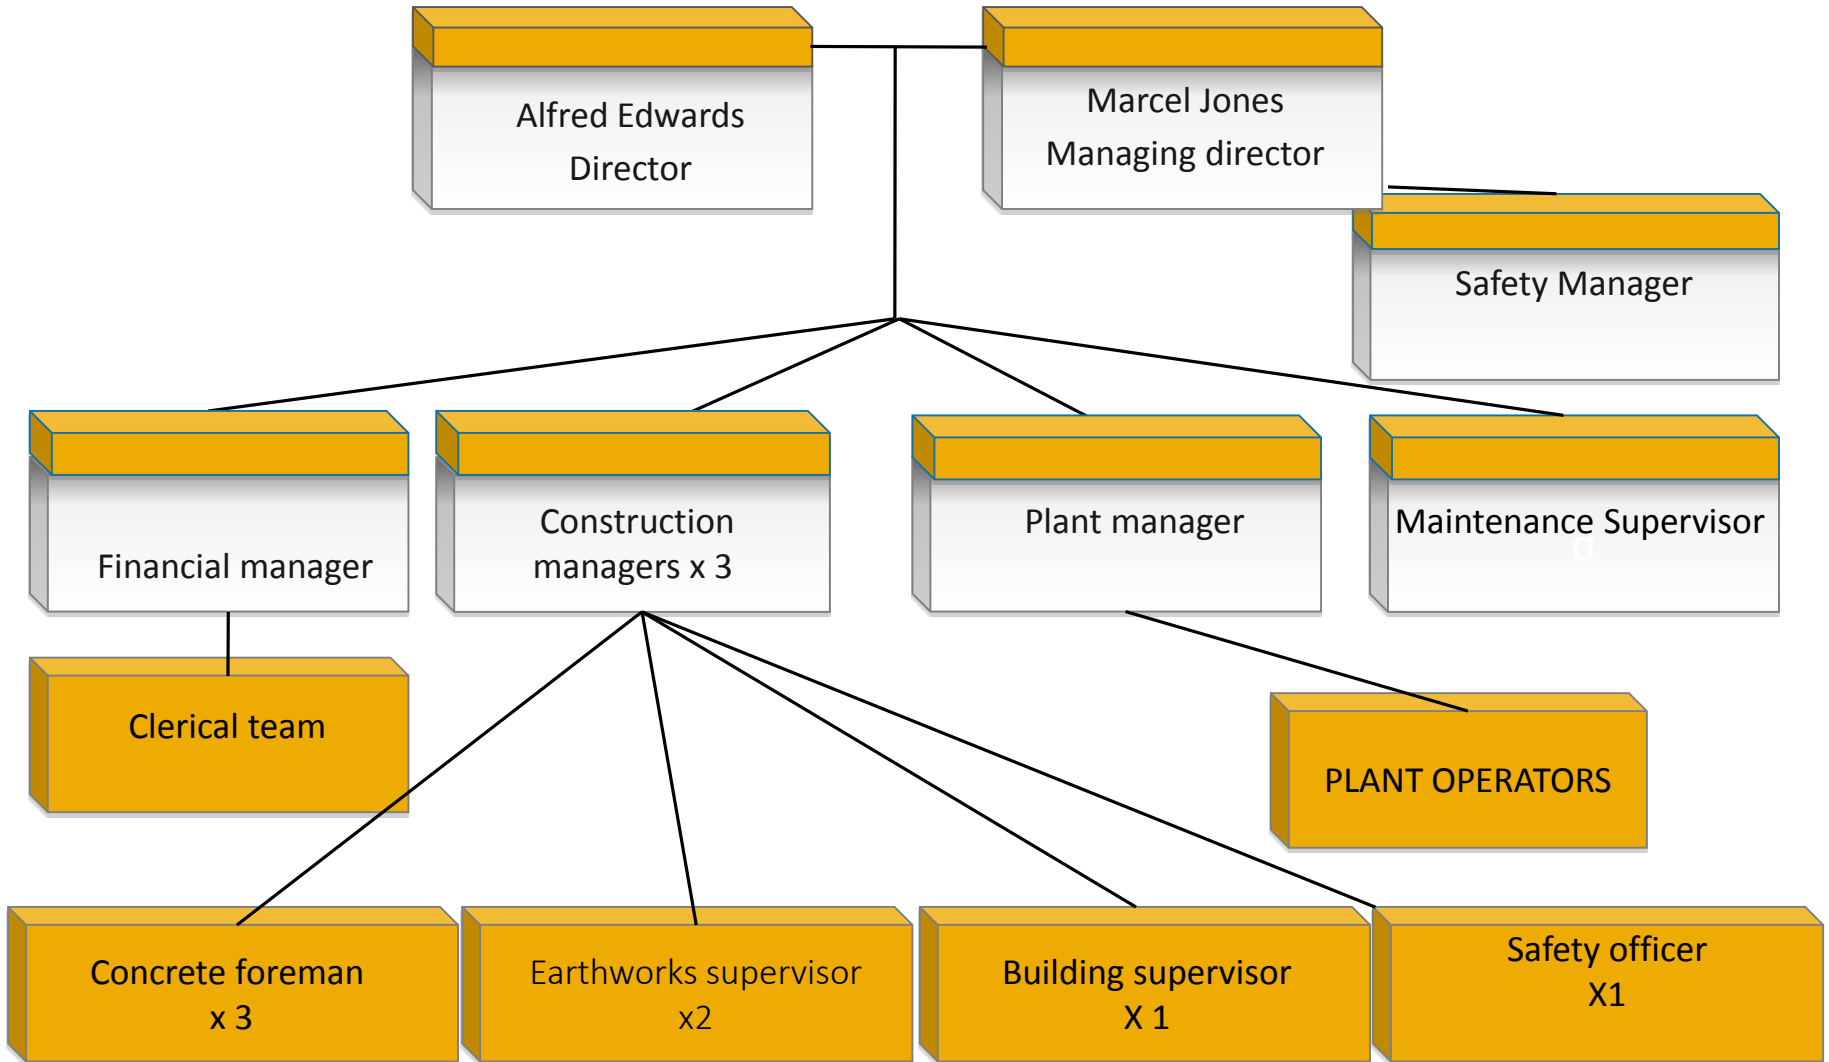 Alfred Edwards
Director
Marcel Jones
Managing director
Safety Manager
Financial manager
Construction
managers x 3
Plant manager
Maintenance Supervisor
d
Clerical team
PLANT OPERATORS
Concrete foreman
x 3
Earthworks supervisor
x2
Building supervisor
X 1
Safety officer
X1